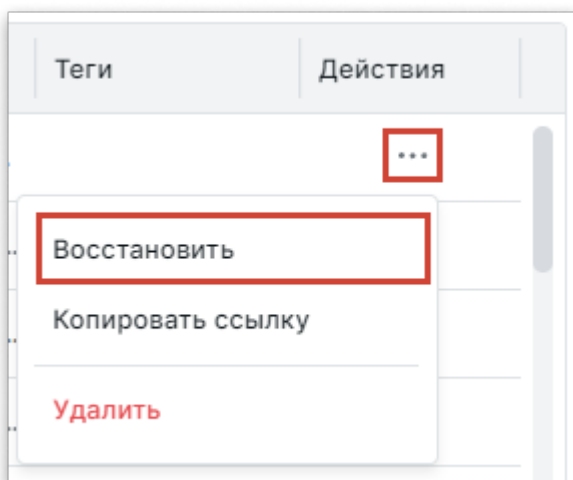 Теги Действия
...
Восстановить
Копировать ссылку
Удалить